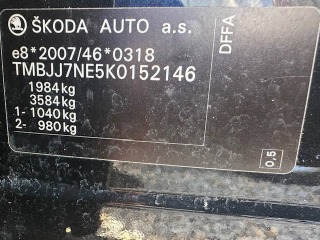 ŠKODA AUTO a.s.
e8*2007/46*0318
TMBJJ7NE5K0152146
1984kg
3584kg
1- 1040kg
2- 980kg
DFFA
0.5